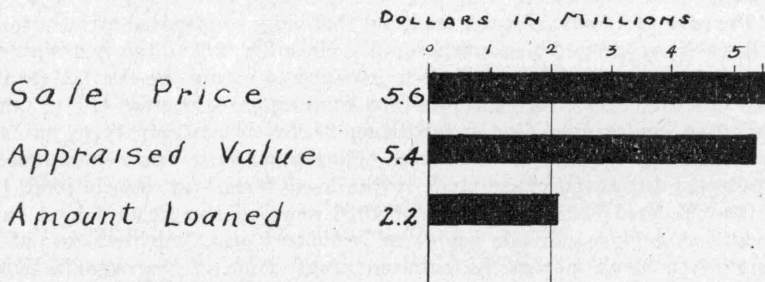 DOLLARS IN MILLIONS
0 2 3 4 5
Sale Price 5.6
Appraised Value 5.4
Amount Loaned 2.2